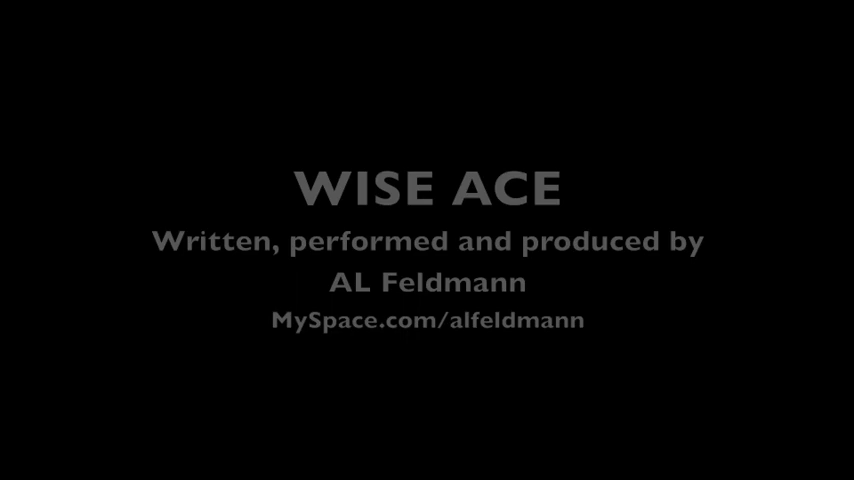 WISE ACE
Written, performed and produced by
AL Feldmann
MySpace.com/alfeldmann